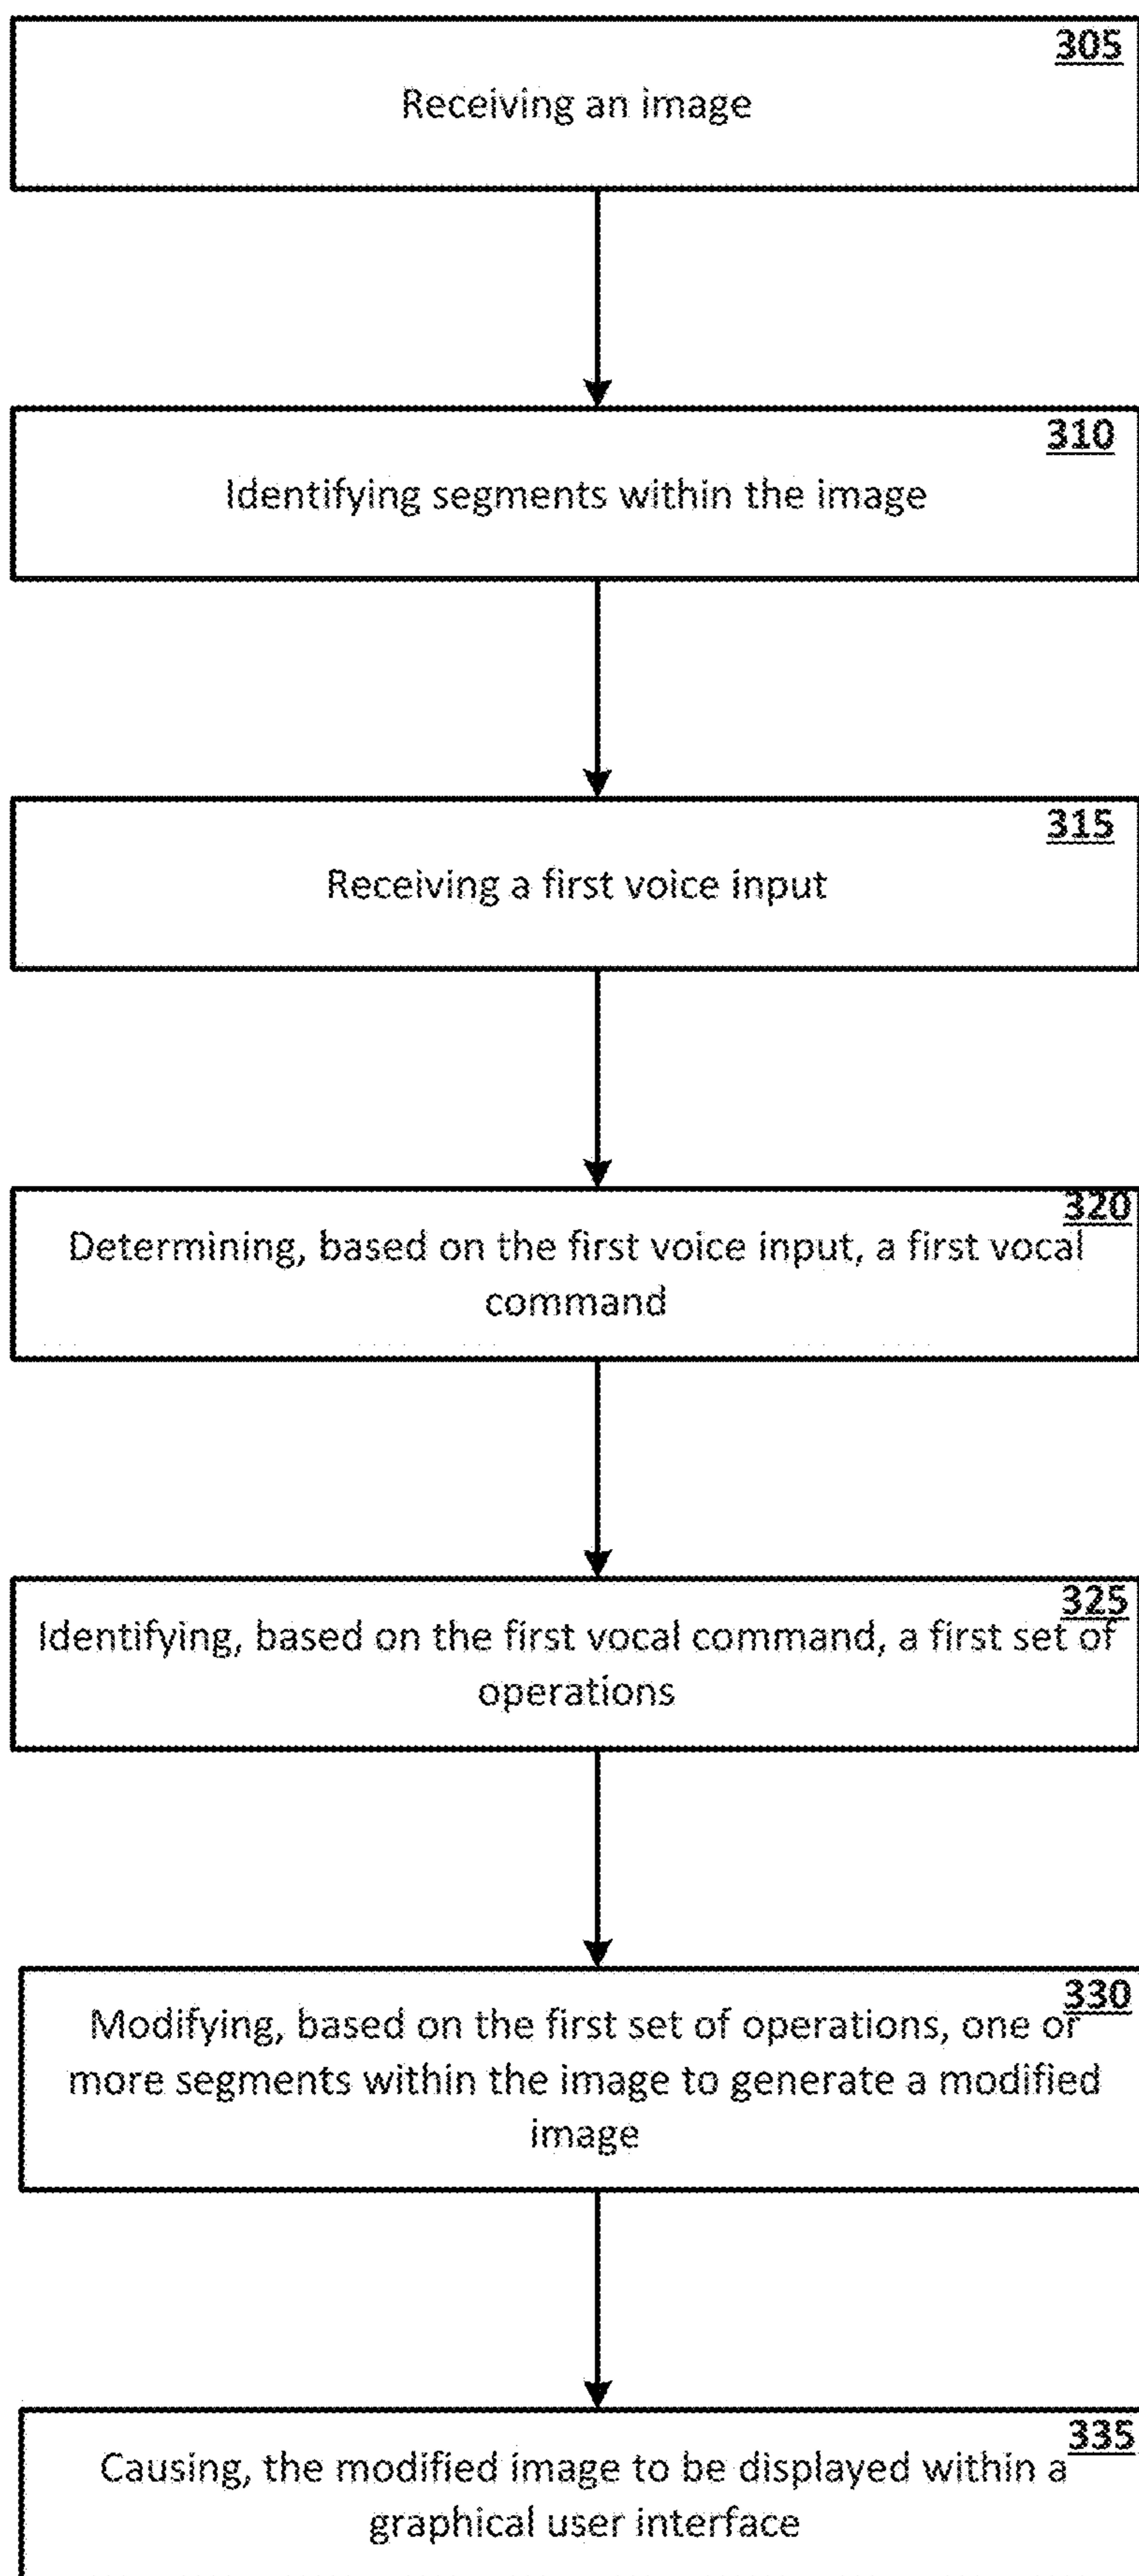 305
Receiving an image
310
Identifying segments within the image
315
Receiving a first voice input
320
Determining, based on the first voice input, a first vocal
command
325
Identifying, based on the first vocal command, a first set of
operations
330
Modifying, based on the first set of operations, one or
more segments within the image to generate a modified
image
335
Causing, the modified image to be displayed within a
graphical user interface